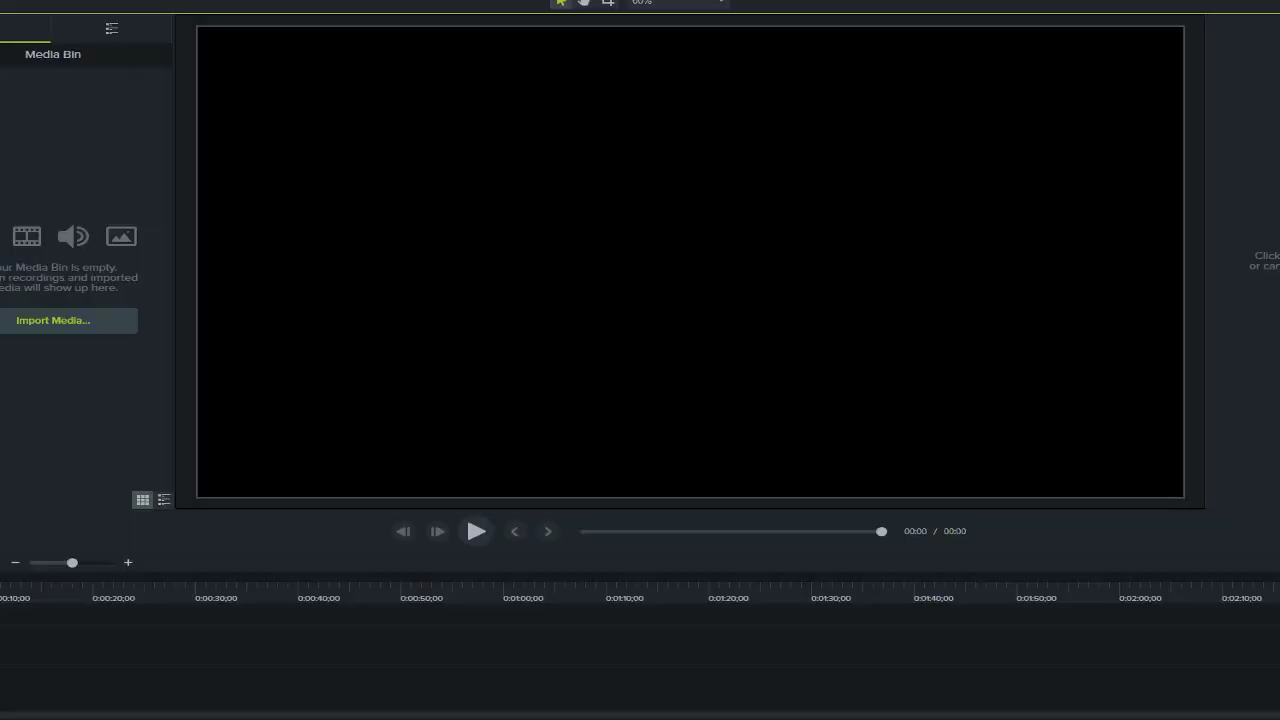 60%
Media Bin
ur Media Bin is empty.
n recordings and imported
edia will show up here.
Import Media...
Click
or can
00:00 / 00:00
00:10;00 0:00:20;00 0:00:30;00 0:00:40;00 0:00:50;00 0:01:00;00 0:01:10;00 0:01:20;00 0:01:30;00 0:01:40;00 0:01:50;00 0:02:00;00 0:02:10;00